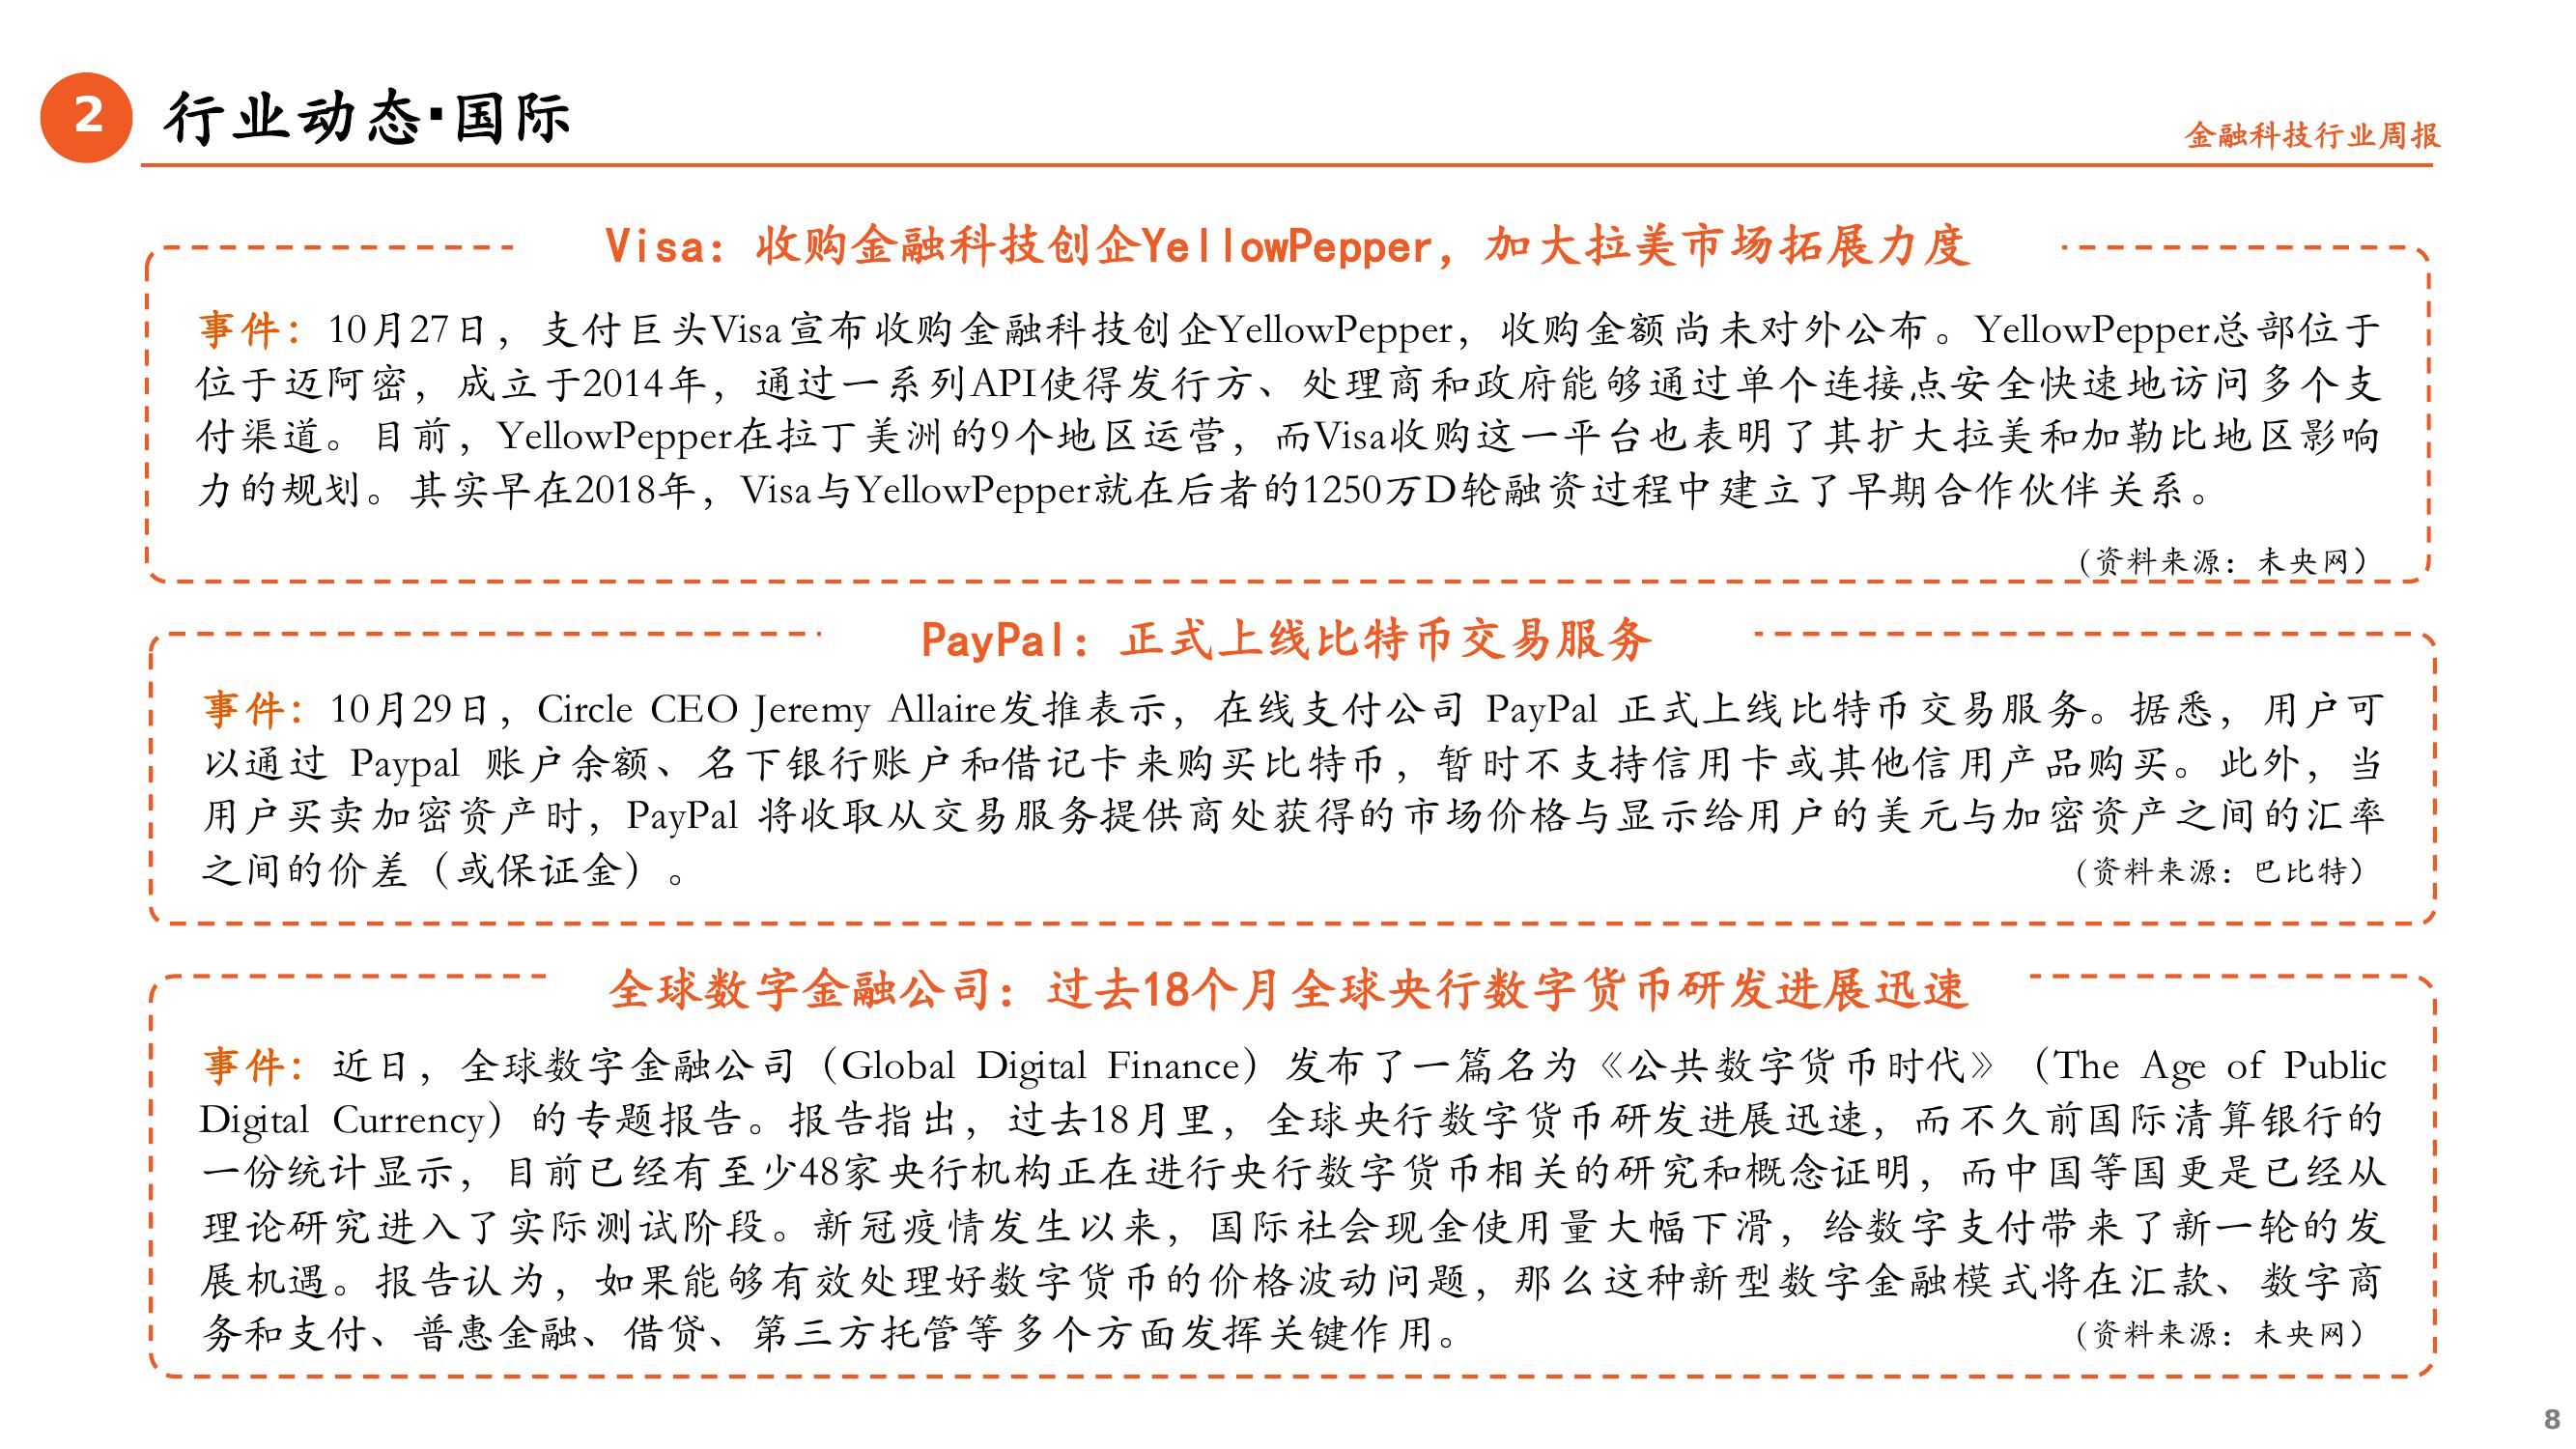 2
行业动态·国际
金融科技行业周报
Visa：收购金融科技创企YellowPepper，加大拉美市场拓展力度
事件：10月27日，支付巨头Visa宣布收购金融科技创企YellowPepper，收购金额尚未对外公布。YellowPepper总部位于
位于迈阿密，成立于2014年，通过一系列API使得发行方、处理商和政府能够通过单个连接点安全快速地访问多个支
付渠道。目前，YellowPepper在拉丁美洲的9个地区运营，而Visa收购这一平台也表明了其扩大拉美和加勒比地区影响
力的规划。其实早在2018年，Visa与YellowPepper就在后者的1250万D轮融资过程中建立了早期合作伙伴关系。
（资料来源：未央网）
PayPal：正式上线比特币交易服务
事件：10月29日，Circle CEO Jeremy Allaire发推表示，在线支付公司 PayPal 正式上线比特币交易服务。据悉，用户可
以通过 Paypal 账户余额、名下银行账户和借记卡来购买比特币，暂时不支持信用卡或其他信用产品购买。此外，当
用户买卖加密资产时，PayPal 将收取从交易服务提供商处获得的市场价格与显示给用户的美元与加密资产之间的汇率
之间的价差（或保证金）。
（资料来源：巴比特）
全球数字金融公司：过去18个月全球央行数字货币研发进展迅速
事件：近日，全球数字金融公司（Global Digital Finance）发布了一篇名为《公共数字货币时代》（The Age of Public
Digital Currency）的专题报告。报告指出，过去18月里，全球央行数字货币研发进展迅速，而不久前国际清算银行的
一份统计显示，目前已经有至少48家央行机构正在进行央行数字货币相关的研究和概念证明，而中国等国更是已经从
理论研究进入了实际测试阶段。新冠疫情发生以来，国际社会现金使用量大幅下滑，给数字支付带来了新一轮的发
展机遇。报告认为，如果能够有效处理好数字货币的价格波动问题，那么这种新型数字金融模式将在汇款、数字商
务和支付、普惠金融、借贷、第三方托管等多个方面发挥关键作用。
（资料来源：未央网）
8